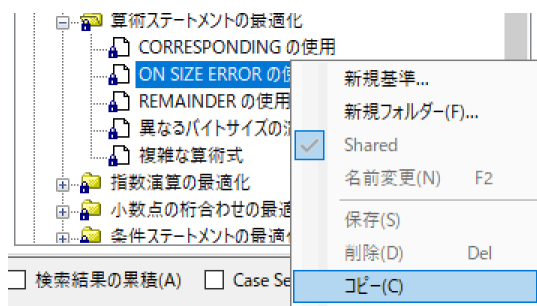 算術ステートメントの最適化
CORRESPONDING の使用
ON SIZE ERROR の使
REMAINDER の使用
異なるバイトサイズの
複雑な算術式
指数演算の最適化
小数点の桁合わせの最適
条件ステートメントの最適
検索結果の累積(A)
Case Se
新規基準...
新規フォルダー(F)...
Shared
名前変更(N) F2
保存(S)
削除(D) Del
コピー(C)